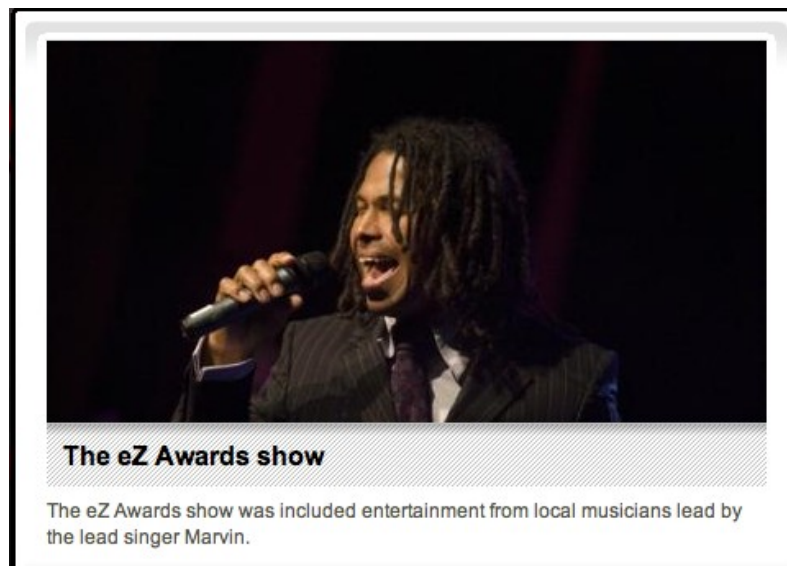 The eZ Awards show
The eZ Awards show was included entertainment from local musicians lead by
the lead singer Marvin.